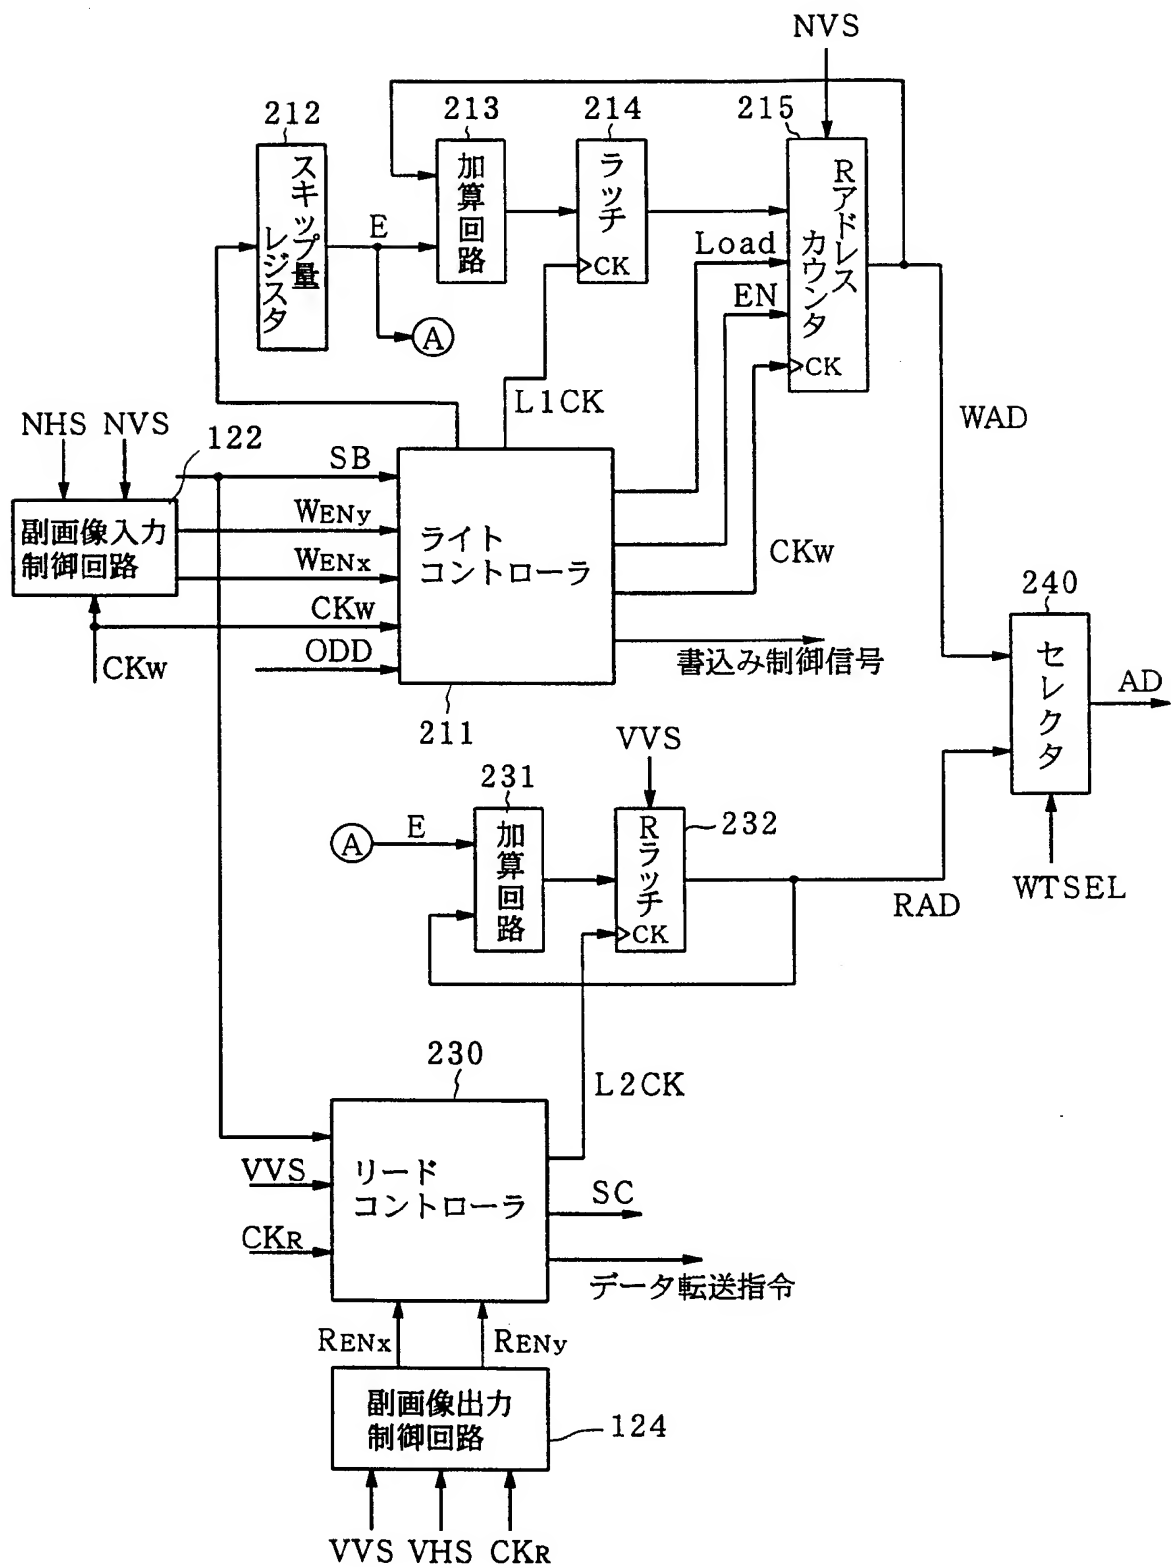 NVS
212
213
214
215
スキップ量
レジスタ
E
加算回路
ラッチ
CK
Load
EN
Rアドレス
カウンタ
CK
A
L1CK
WAD
NHS NVS
122
SB
WENy
WENx
CKw
ODD
副画像入力
制御回路
CKw
ライト
コントローラ
211
CKw
書込み制御信号
240
セレクタ
AD
WTSEL
VVS
231
A
E
加算回路
Rラッチ
CK
232
RAD
230
L2CK
VVS
CKR
リード
コントローラ
SC
データ転送指令
RENx
RENy
副画像出力
制御回路
124
VVS VHS CKR